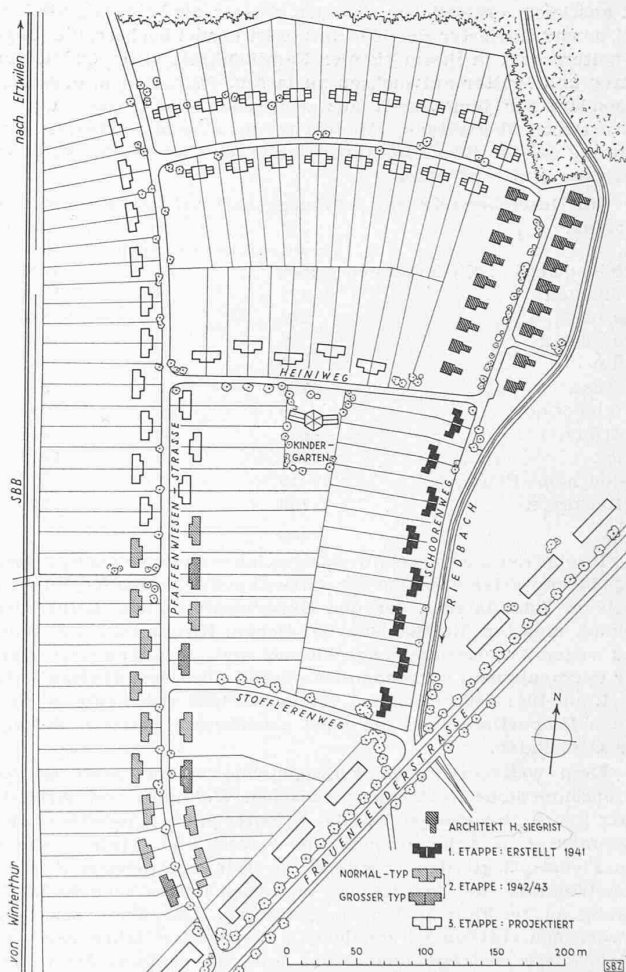 nach Erzwilen
HEINIWEG
KINDER-
GARTEN
SBB
PFAFFENWIESEN-STRASSE
SCHOORENWEG
RIEDBACH
STOFFLERENWEG
FRAUENFELDERSTRASSE
N
von Winterthur
ARCHITEKT H. SIEGRIST
1. ETAPPE: ERSTELLT 1941
NORMAL-TYP
2. ETAPPE: 1942/43
GROSSER TYP
3. ETAPPE: PROJEKTIERT
0 50 100 150 200 m
SBZ